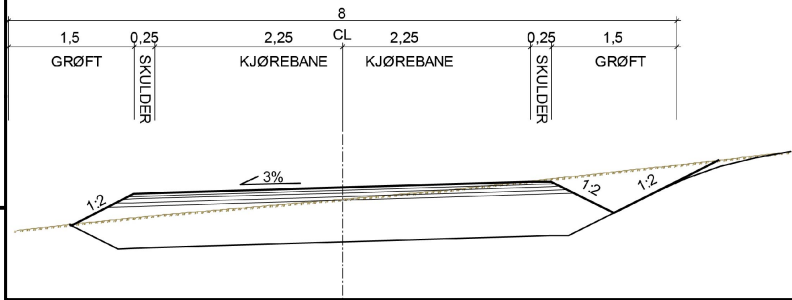 8
1,5 0,25 2,25 CL 2,25 0,25 1,5
GRØFT SKULDER KJØREBANE KJØREBANE SKULDER GRØFT
3%
1:2 1:2 1:2